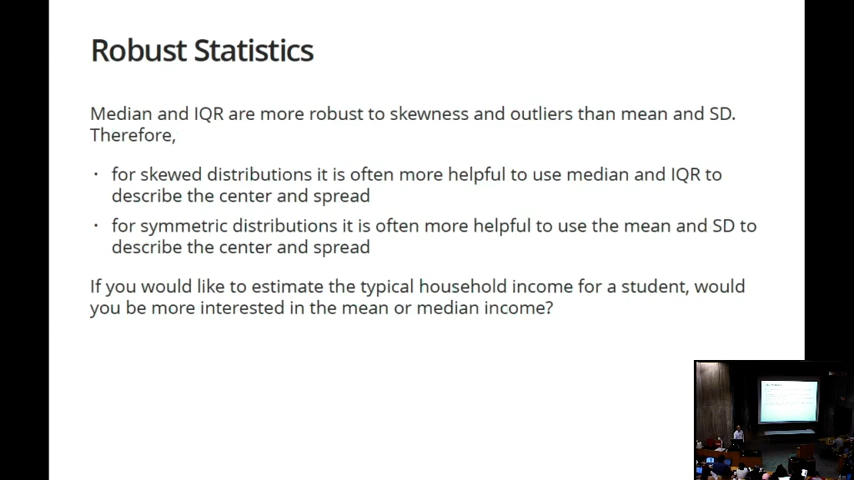 Robust Statistics
Median and IQR are more robust to skewness and outliers than mean and SD.
Therefore,
· for skewed distributions it is often more helpful to use median and IQR to
describe the center and spread
· for symmetric distributions it is often more helpful to use the mean and SD to
describe the center and spread
If you would like to estimate the typical household income for a student, would
you be more interested in the mean or median income?